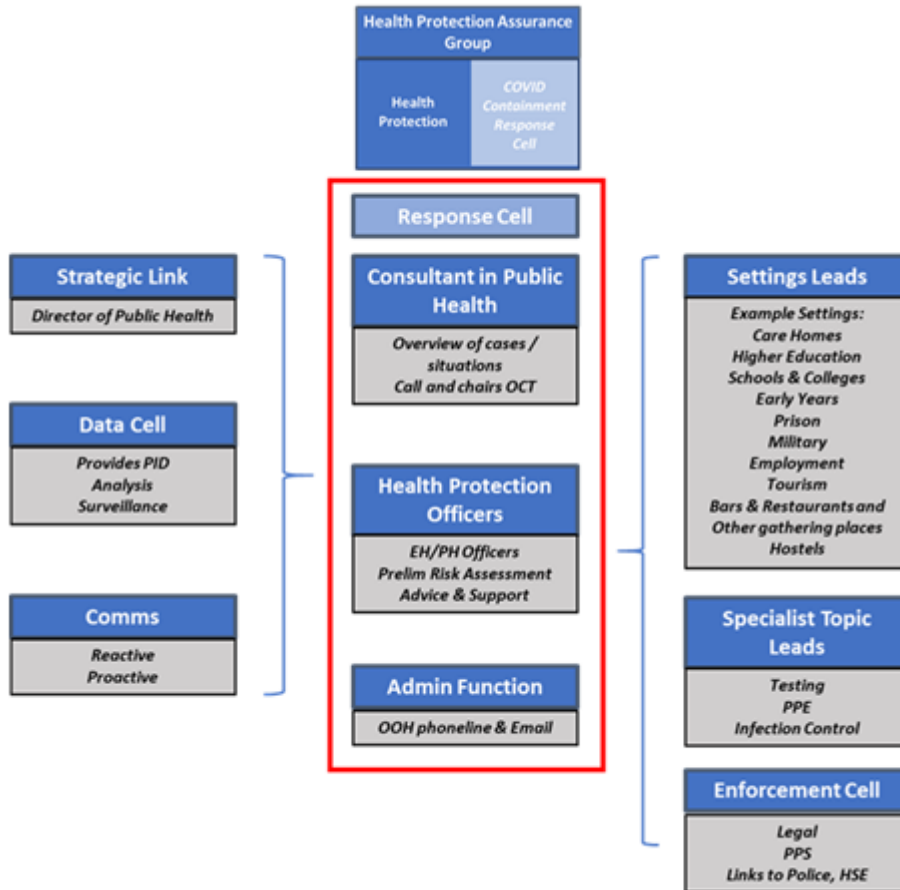 Health Protection Assurance
Group
Health
Protection
COVID
Containment
Response
Cell
Response Cell
Strategic Link
Director of Public Health
Data Cell
Provides PID
Analysis
Surveillance
Comms
Reactive
Proactive
Consultant in Public
Health
Overview of cases /
situations
Call and chairs OCT
Health Protection
Officers
EH/PH Officers
Prelim Risk Assessment
Advice & Support
Admin Function
OOH phoneline & Email
Settings Leads
Example Settings:
Care Homes
Higher Education
Schools & Colleges
Early Years
Prison
Military
Employment
Tourism
Bars & Restaurants and
Other gathering places
Hostels
Specialist Topic
Leads
Testing
PPE
Infection Control
Enforcement Cell
Legal
PPS
Links to Police, HSE